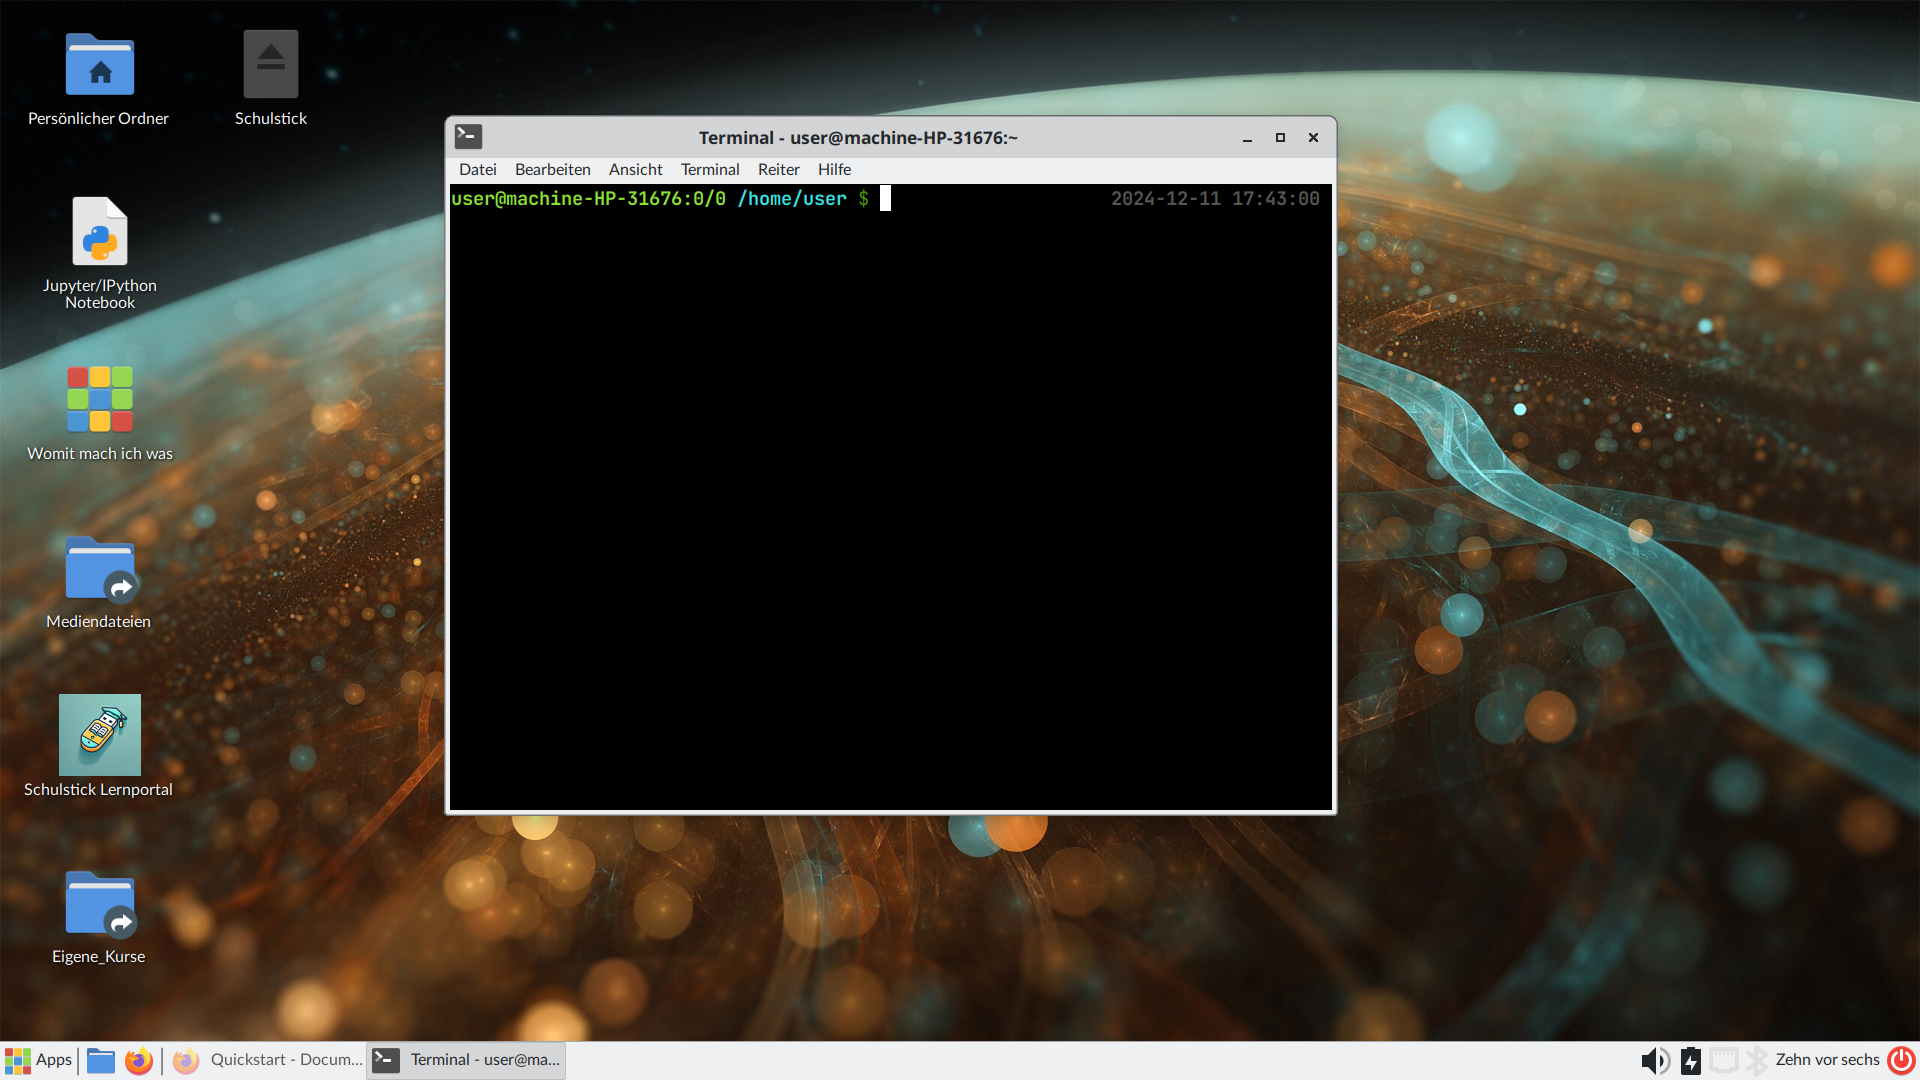 Persönlicher Ordner
Schulstick
Jupyter/IPython
Notebook
Womit mach ich was
Mediendateien
Schulstick Lernportal
Eigene_Kurse
Terminal - user@machine-HP-31676:~
Datei Bearbeiten Ansicht Terminal Reiter Hilfe
user@machine-HP-31676:0/0 /home/user $ 2024-12-11 17:43:00
Apps Quickstart - Docum... Terminal - user@ma... Zehn vor sechs